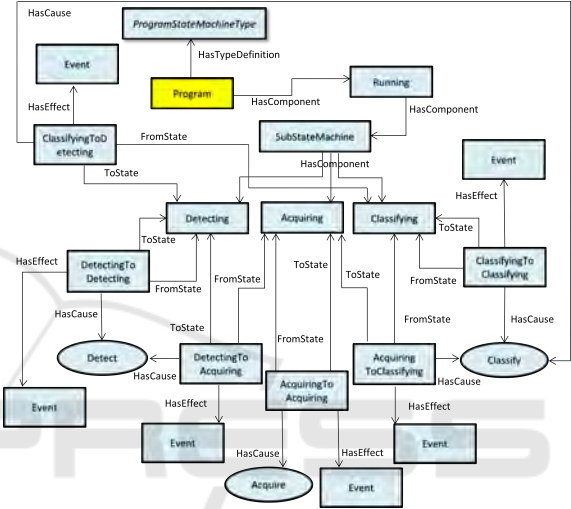 HasCause
ProgramStateMachineType
Event
HasTypeDefinition
Program
Running
HasComponent
HasEffect
HasComponent
ClassifyingToD
etecting
FromState
SubStateMachine
HasComponent
Event
ToState
HasEffect
Detecting
Acquiring
Classifying
ToState
ToState
HasEffect
DetectingTo
Detecting
FromState
FromState
ToState
ToState
FromState
ClassifyingTo
Classifying
HasCause
ToState
FromState
FromState
HasCause
Detect
HasCause
DetectingTo
Acquiring
AcquiringTo
Acquiring
Acquiring
ToClassifying
HasCause
Classify
Event
HasEffect
HasEffect
Event
HasCause
HasEffect
Event
Acquire
Event
PRESS